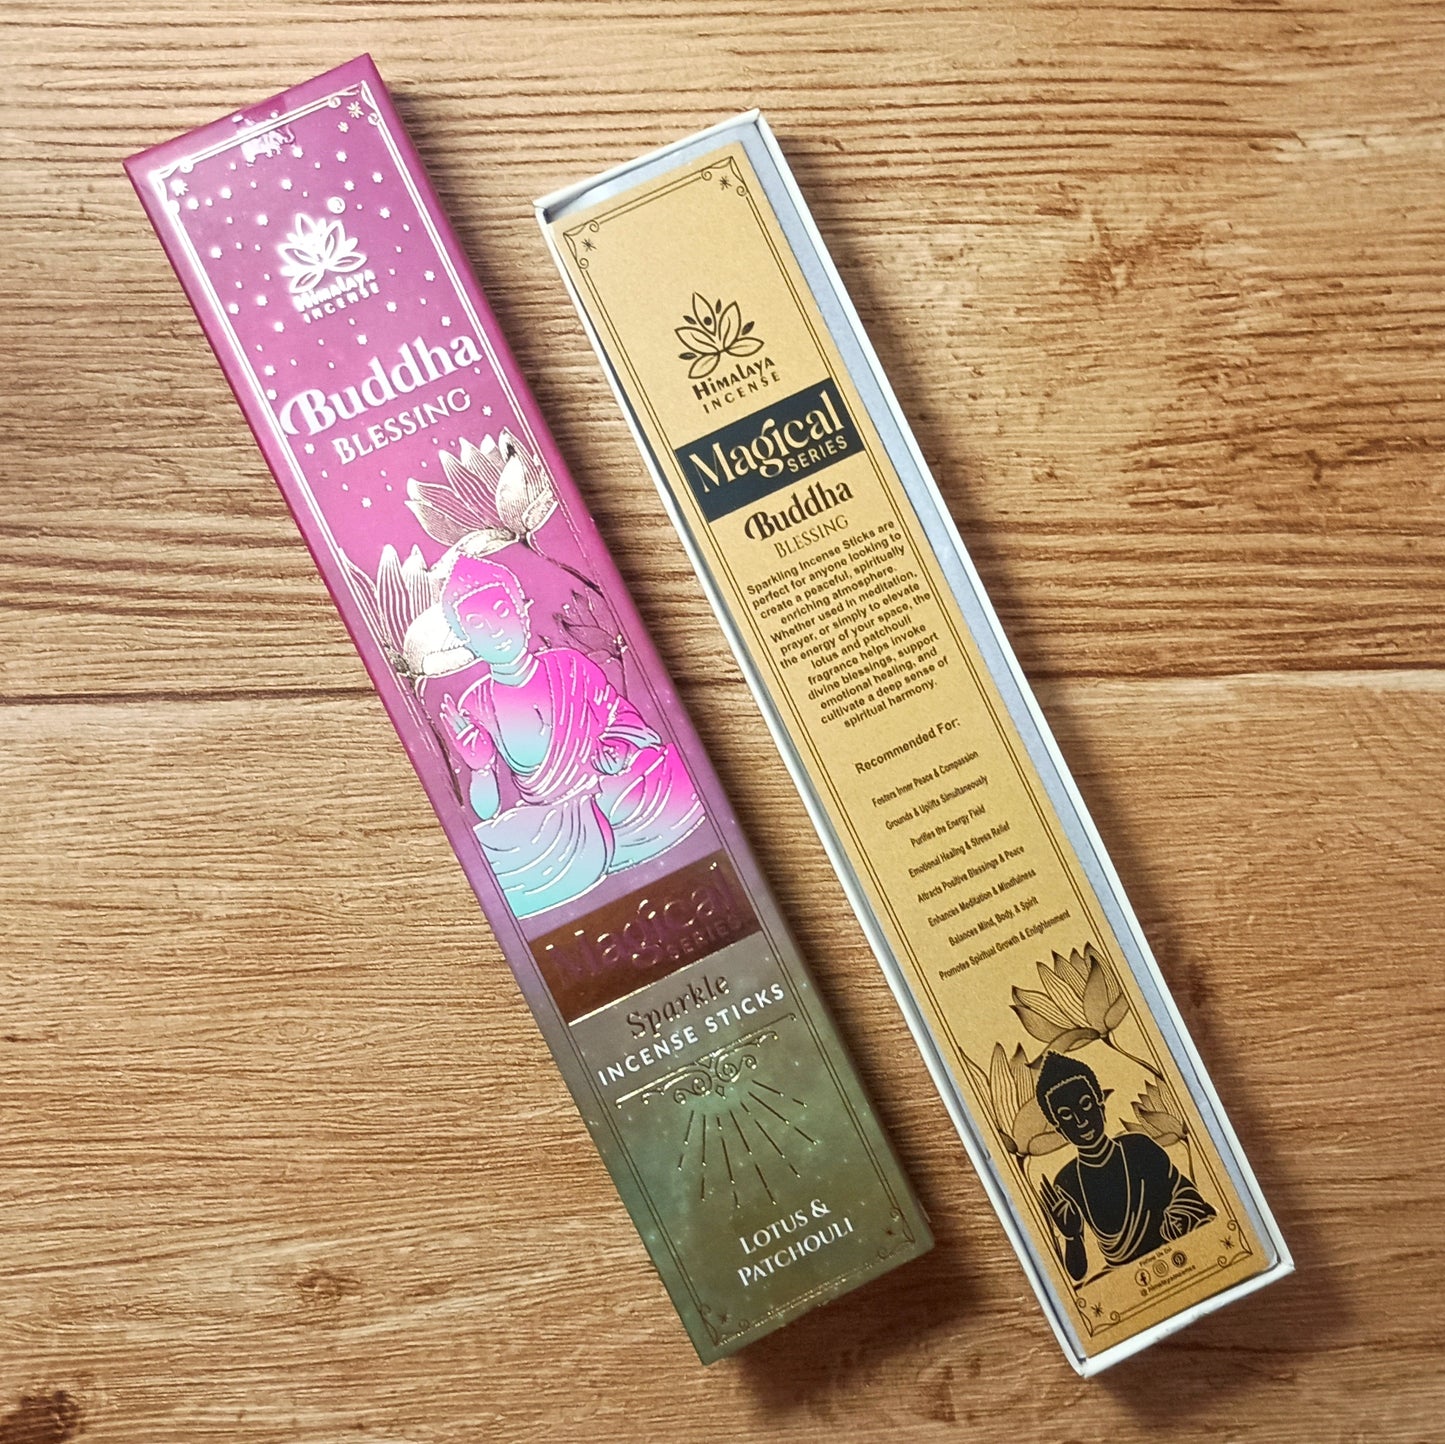 Himalaya
INCENSE
Buddha
BLESSING
Magical
SERIES
Sparkle
INCENSE STICKS
LOTUS &
PATCHOULI
Himalaya
INCENSE
Magical
SERIES
Buddha
BLESSING
Sparkling Incense Sticks are
perfect for anyone looking to
create a peaceful, spiritually
enriching atmosphere.
Whether used in meditation,
prayer, or simply to elevate
the energy of your space, the
lotus and patchouli
fragrance helps invoke
divine blessings, support
emotional healing, and
cultivate a deep sense of
spiritual harmony.
Recommended For:
Fosters Inner Peace & Compassion
Grounds & Uplifts Simultaneously
Purifies the Energy Field
Emotional Healing & Stress Relief
Attracts Positive Blessings & Peace
Enhances Meditation & Mindfulness
Balances Mind, Body, & Spirit
Promotes Spiritual Growth & Enlightenment
Follow Us On: